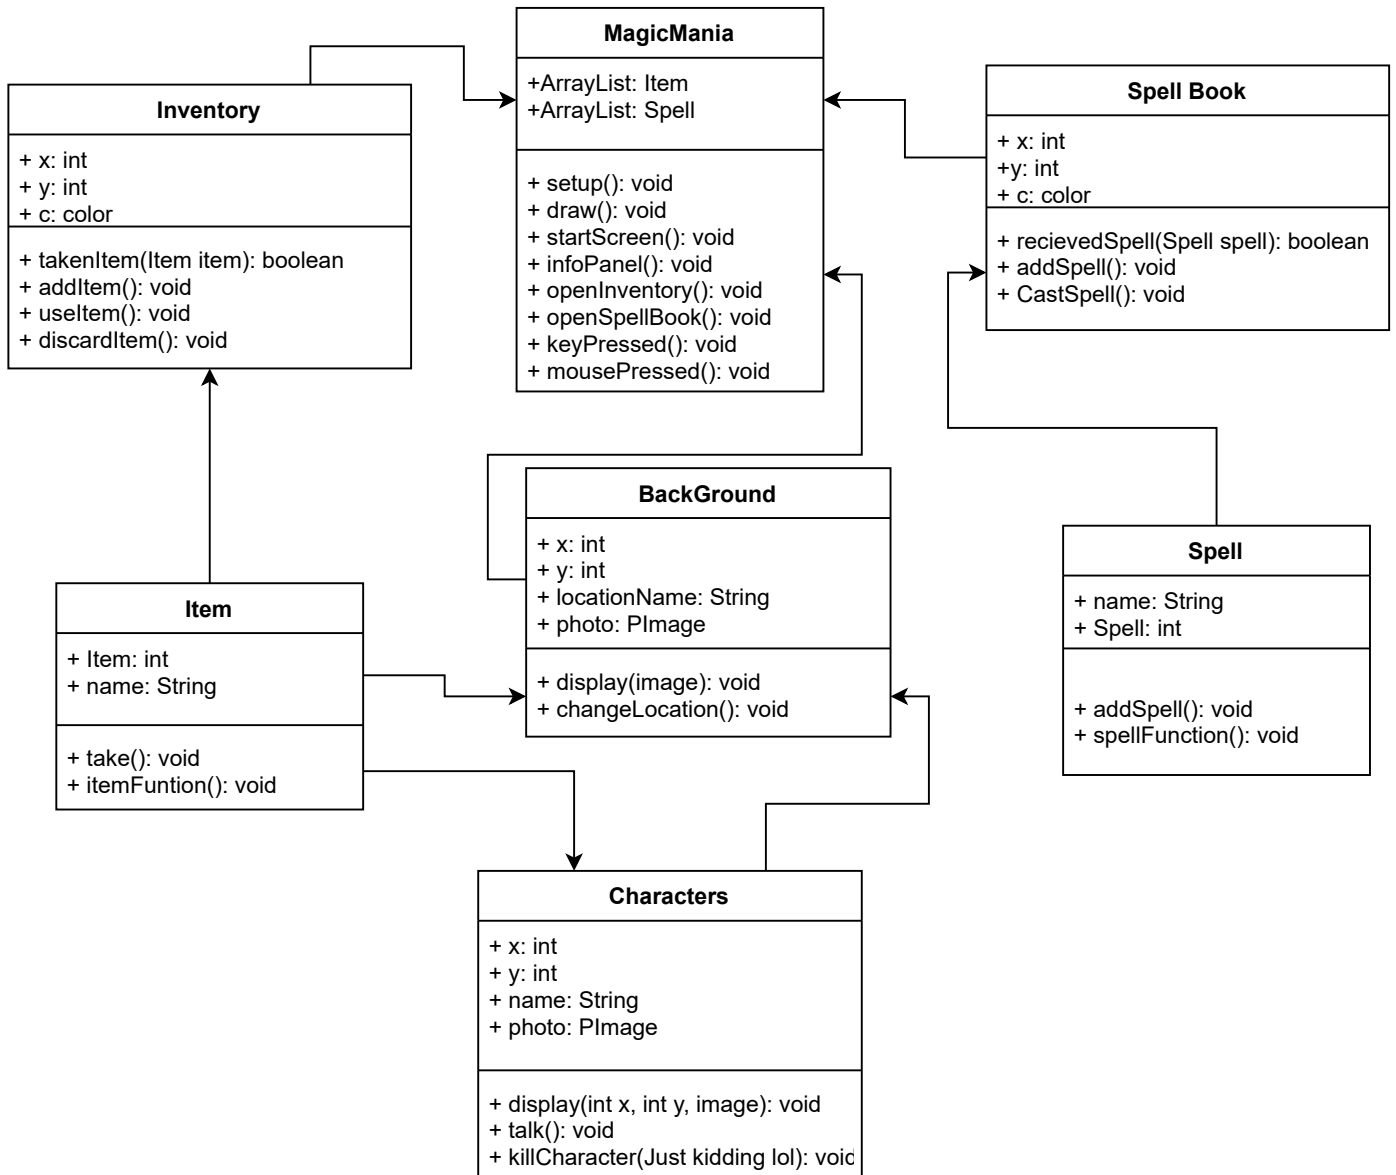 MagicMania
+ArrayList: Item
+ArrayList: Spell
+ setup(): void
+ draw(): void
+ startScreen(): void
+ infoPanel(): void
+ openInventory(): void
+ openSpellBook(): void
+ keyPressed(): void
+ mousePressed(): void
Inventory
+ x: int
+ y: int
+ c: color
+ takenItem(Item item): boolean
+ addItem(): void
+ useItem(): void
+ discardItem(): void
Spell Book
+ x: int
+y: int
+ c: color
+ recievedSpell(Spell spell): boolean
+ addSpell(): void
+ CastSpell(): void
BackGround
+ x: int
+ y: int
+ locationName: String
+ photo: PImage
+ display(image): void
+ changeLocation(): void
Spell
+ name: String
+ Spell: int
+ addSpell(): void
+ spellFunction(): void
Item
+ Item: int
+ name: String
+ take(): void
+ itemFuntion(): void
Characters
+ x: int
+ y: int
+ name: String
+ photo: PImage
+ display(int x, int y, image): void
+ talk(): void
+ killCharacter(Just kidding lol): void